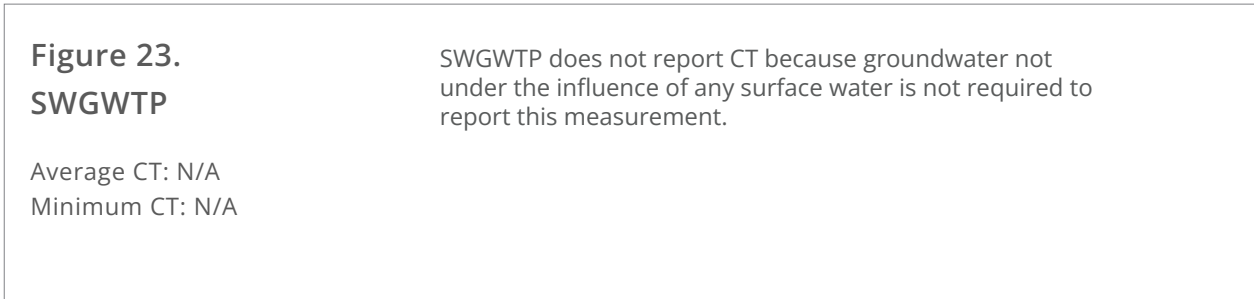 Figure 23.
SWGWTP
Average CT: N/A
Minimum CT: N/A
SWGWTP does not report CT because groundwater not
under the influence of any surface water is not required to
report this measurement.